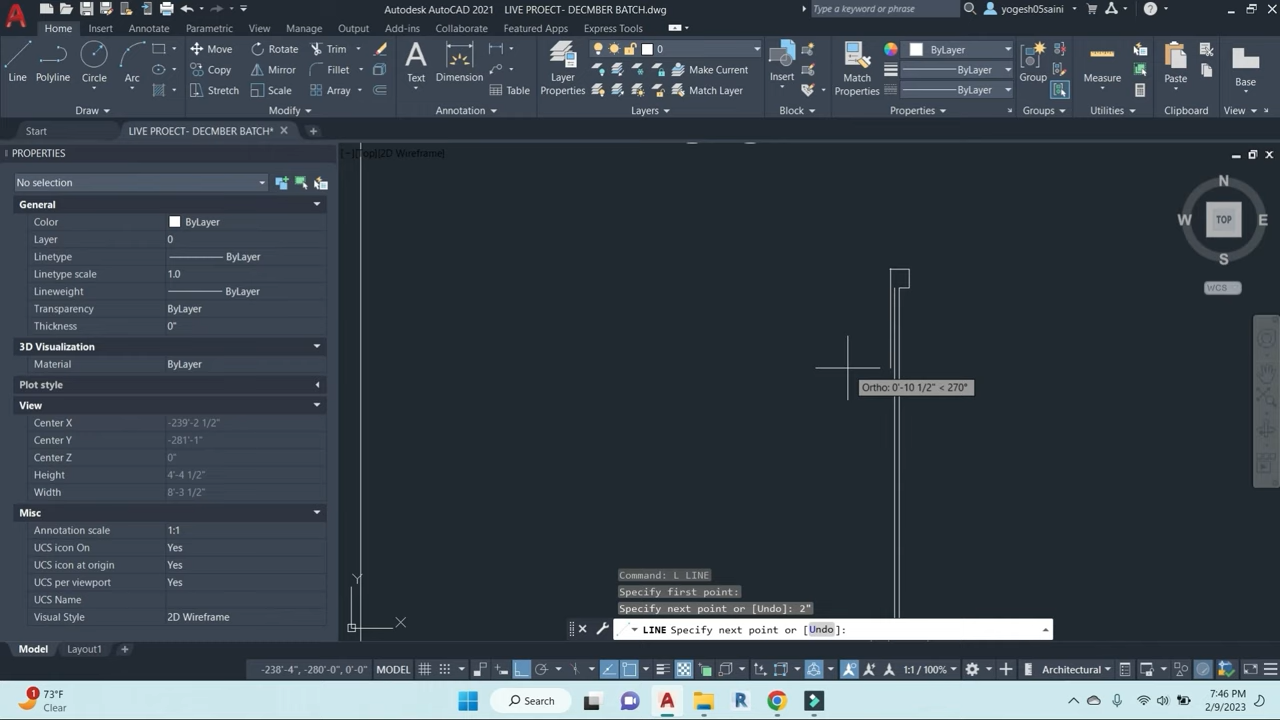 Autodesk AutoCAD 2021 LIVE PROECT- DECMBER BATCH.dwg
Type a keyword or phrase
yogesh05saini
Home Insert Annotate Parametric View Manage Output Add-ins Collaborate Featured Apps Express Tools
Line Polyline Circle Arc
Move Rotate Trim
Copy Mirror Fillet
Stretch Scale Array
Text Dimension Table
Layer Properties
0
Make Current
Match Layer
Insert
Match Properties
ByLayer
ByLayer
ByLayer
Group Measure Paste Base
Draw Modify Annotation Layers Block Properties Groups Utilities Clipboard View
Start LIVE PROECT- DECMBER BATCH*
PROPERTIES
[−][Top][2D Wireframe]
No selection
General
Color ByLayer
Layer 0
Linetype ByLayer
Linetype scale 1.0
Lineweight ByLayer
Transparency ByLayer
Thickness 0"
3D Visualization
Material ByLayer
Plot style
View
Center X -239'-2 1/2"
Center Y -281'-1"
Center Z 0"
Height 4'-4 1/2"
Width 8'-3 1/2"
Misc
Annotation scale 1:1
UCS icon On Yes
UCS icon at origin Yes
UCS per viewport Yes
UCS Name
Visual Style 2D Wireframe
N
W TOP E
S
WCS
Ortho: 0'-10 1/2" < 270°
Y
X
Command: L LINE
Specify first point:
Specify next point or [Undo]: 2"
LINE Specify next point or [Undo]:
Model Layout1
-238'-4", -280'-0", 0'-0" MODEL 1:1 / 100% Architectural
1
73°F
Clear
Search
7:46 PM
2/9/2023